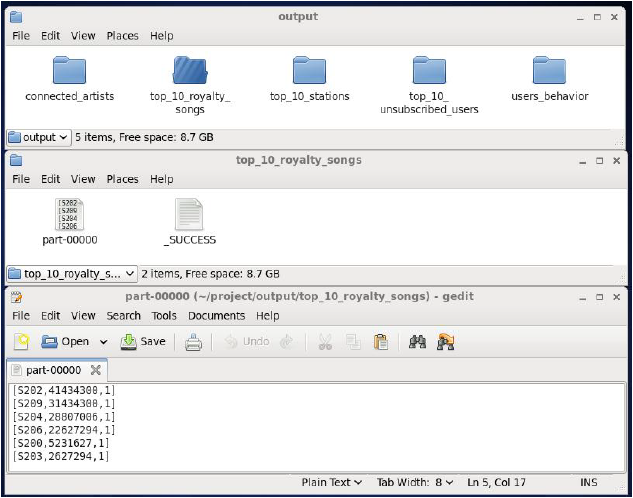 output
File Edit View Places Help
connected_artists
top_10_royalty_
songs
top_10_stations
top_10_
unsubscribed_users
users_behavior
output 5 items, Free space: 8.7 GB
top_10_royalty_songs
File Edit View Places Help
[S202
[S209
[S204
[S206
part-00000
_SUCCESS
top_10_royalty_s... 2 items, Free space: 8.7 GB
part-00000 (~/project/output/top_10_royalty_songs) - gedit
File Edit View Search Tools Documents Help
Open Save Undo
part-00000
[S202,41434300,1]
[S209,31434300,1]
[S204,28807006,1]
[S206,22627294,1]
[S200,5231627,1]
[S203,2627294,1]
Plain Text Tab Width: 8 Ln 5, Col 17 INS